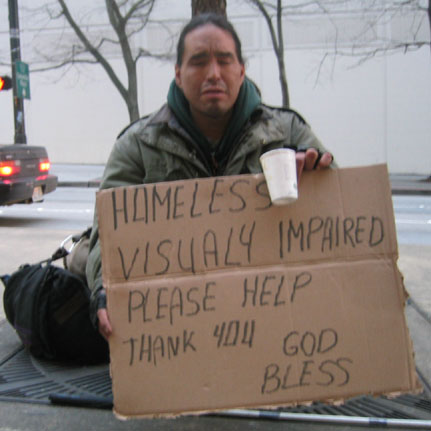 HOMELESS
VISUALY IMPAIRED
PLEASE HELP
THANK YOU GOD
BLESS